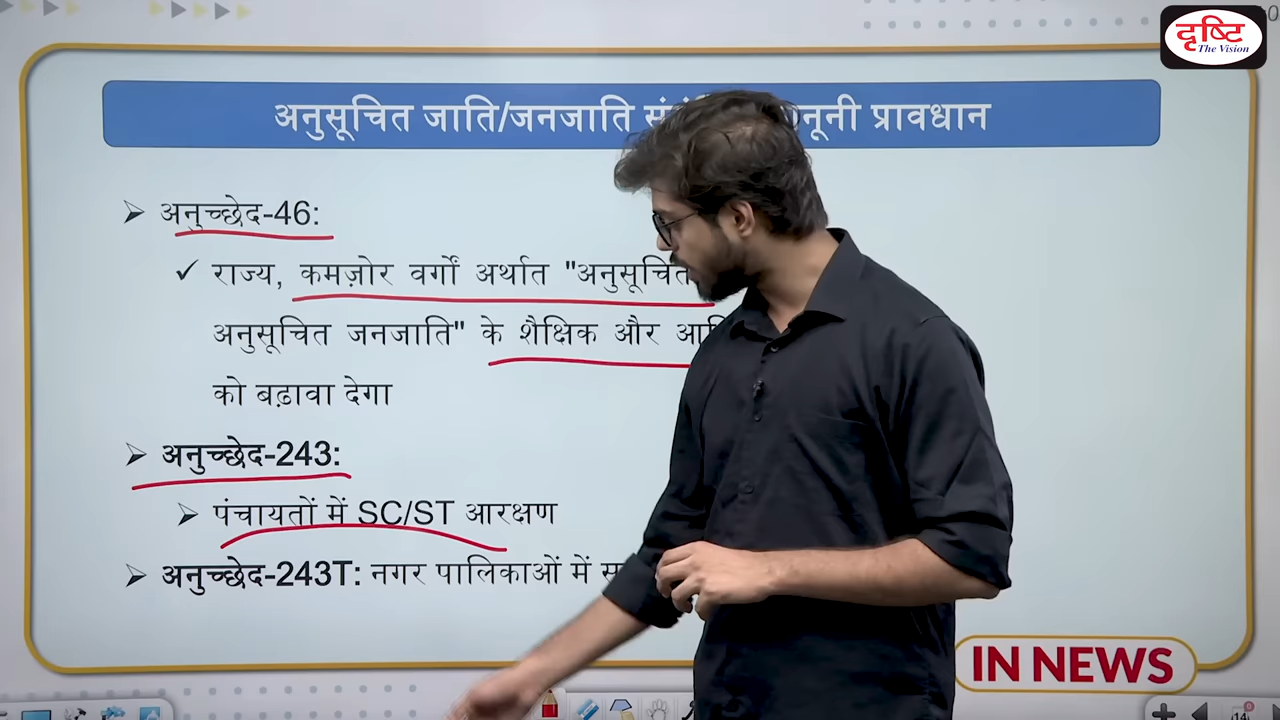 दृष्टि
The Vision
अनुसूचित जाति/जनजाति प्रावधान
अनुच्छेद-46:
राज्य, कमज़ोर वर्गों अर्थात "अनुसूचित
अनुसूचित जनजाति" के शैक्षिक और
को बढ़ावा देगा
अनुच्छेद-243:
पंचायतों में SC/ST आरक्षण
अनुच्छेद-243T: नगर पालिकाओं में
IN NEWS
14